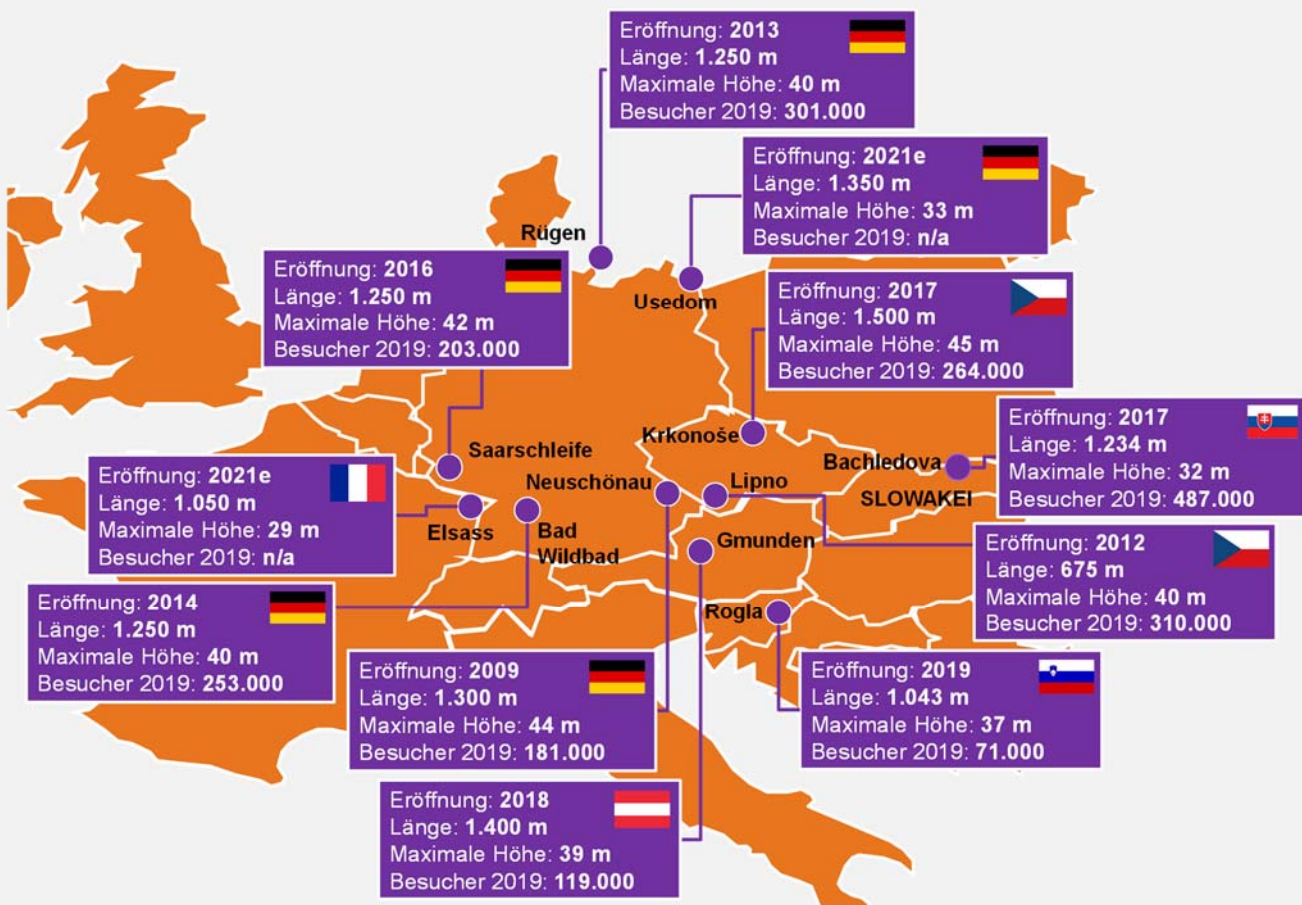 Eröffnung: 2013
Länge: 1.250 m
Maximale Höhe: 40 m
Besucher 2019: 301.000
Eröffnung: 2021e
Länge: 1.350 m
Maximale Höhe: 33 m
Besucher 2019: n/a
Rügen
Usedom
Eröffnung: 2016
Länge: 1.250 m
Maximale Höhe: 42 m
Besucher 2019: 203.000
Eröffnung: 2017
Länge: 1.500 m
Maximale Höhe: 45 m
Besucher 2019: 264.000
Krkonoše
Saarschleife
Neuschönau
Lipno
Bachledova
SLOWAKEI
Eröffnung: 2017
Länge: 1.234 m
Maximale Höhe: 32 m
Besucher 2019: 487.000
Eröffnung: 2021e
Länge: 1.050 m
Maximale Höhe: 29 m
Besucher 2019: n/a
Elsass
Bad
Wildbad
Gmunden
Eröffnung: 2012
Länge: 675 m
Maximale Höhe: 40 m
Besucher 2019: 310.000
Eröffnung: 2014
Länge: 1.250 m
Maximale Höhe: 40 m
Besucher 2019: 253.000
Rogla
Eröffnung: 2009
Länge: 1.300 m
Maximale Höhe: 44 m
Besucher 2019: 181.000
Eröffnung: 2019
Länge: 1.043 m
Maximale Höhe: 37 m
Besucher 2019: 71.000
Eröffnung: 2018
Länge: 1.400 m
Maximale Höhe: 39 m
Besucher 2019: 119.000